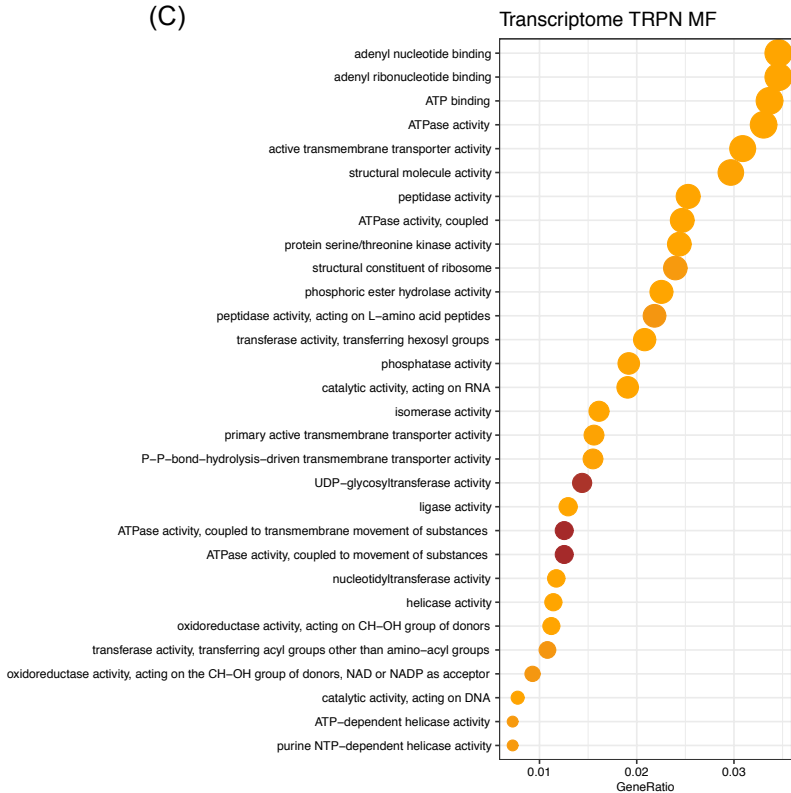 (C)
Transcriptome TRPN MF
adenyl nucleotide binding
adenyl ribonucleotide binding
ATP binding
ATPase activity
active transmembrane transporter activity
structural molecule activity
peptidase activity
ATPase activity, coupled
protein serine/threonine kinase activity
structural constituent of ribosome
phosphoric ester hydrolase activity
peptidase activity, acting on L−amino acid peptides
transferase activity, transferring hexosyl groups
phosphatase activity
catalytic activity, acting on RNA
isomerase activity
primary active transmembrane transporter activity
P−P−bond−hydrolysis−driven transmembrane transporter activity
UDP−glycosyltransferase activity
ligase activity
ATPase activity, coupled to transmembrane movement of substances
ATPase activity, coupled to movement of substances
nucleotidyltransferase activity
helicase activity
oxidoreductase activity, acting on CH−OH group of donors
transferase activity, transferring acyl groups other than amino−acyl groups
oxidoreductase activity, acting on the CH−OH group of donors, NAD or NADP as acceptor
catalytic activity, acting on DNA
ATP−dependent helicase activity
purine NTP−dependent helicase activity
0.01 0.02 0.03
GeneRatio